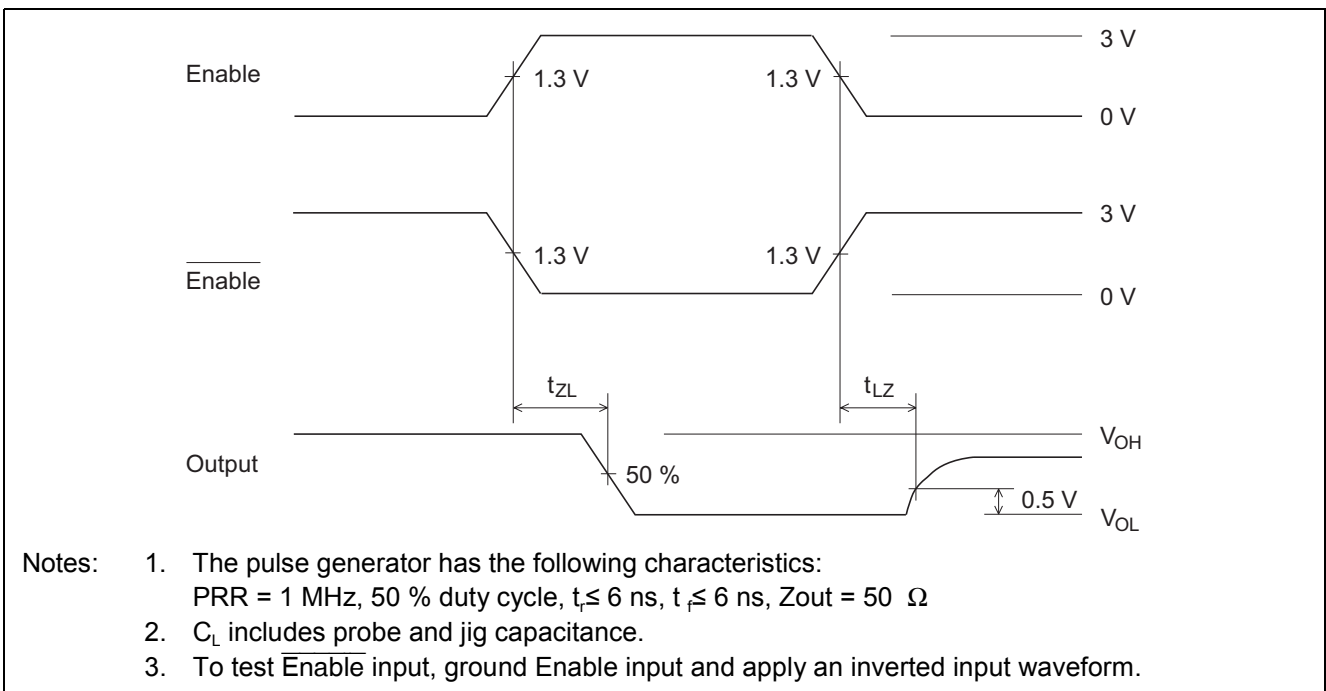 3 V
Enable
1.3 V 1.3 V
0 V
3 V
1.3 V 1.3 V
Enable
0 V
tZL tLZ
VOH
Output
50 %
0.5 V
VOL
Notes: 1. The pulse generator has the following characteristics:
PRR = 1 MHz, 50 % duty cycle, tr≤ 6 ns, t f≤ 6 ns, Zout = 50 Ω
2. CL includes probe and jig capacitance.
3. To test Enable input, ground Enable input and apply an inverted input waveform.